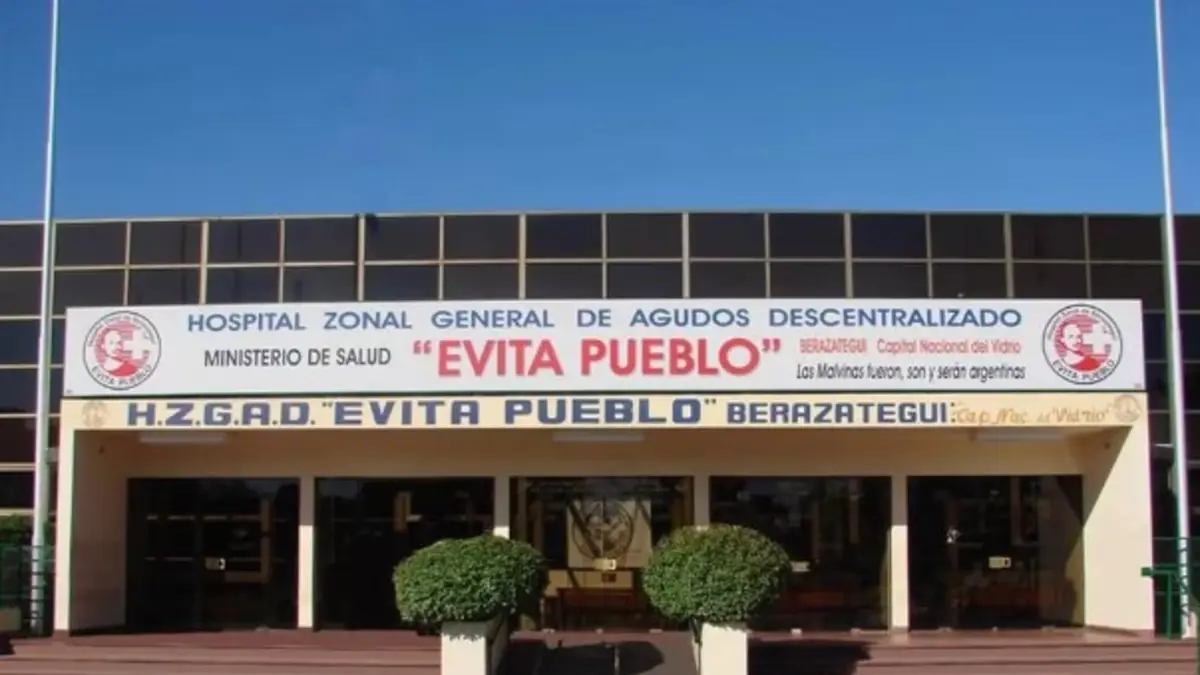 HOSPITAL ZONAL GENERAL DE AGUDOS DESCENTRALIZADO
MINISTERIO DE SALUD
"EVITA PUEBLO"
BERAZATEGUI Capital Nacional del Vidrio
Las Malvinas fueron, son y serán argentinas
EVITA PUEBLO
EVITA PUEBLO
H.Z.G.A.D. "EVITA PUEBLO" BERAZATEGUI: Cap. Nac. del "Vidrio"